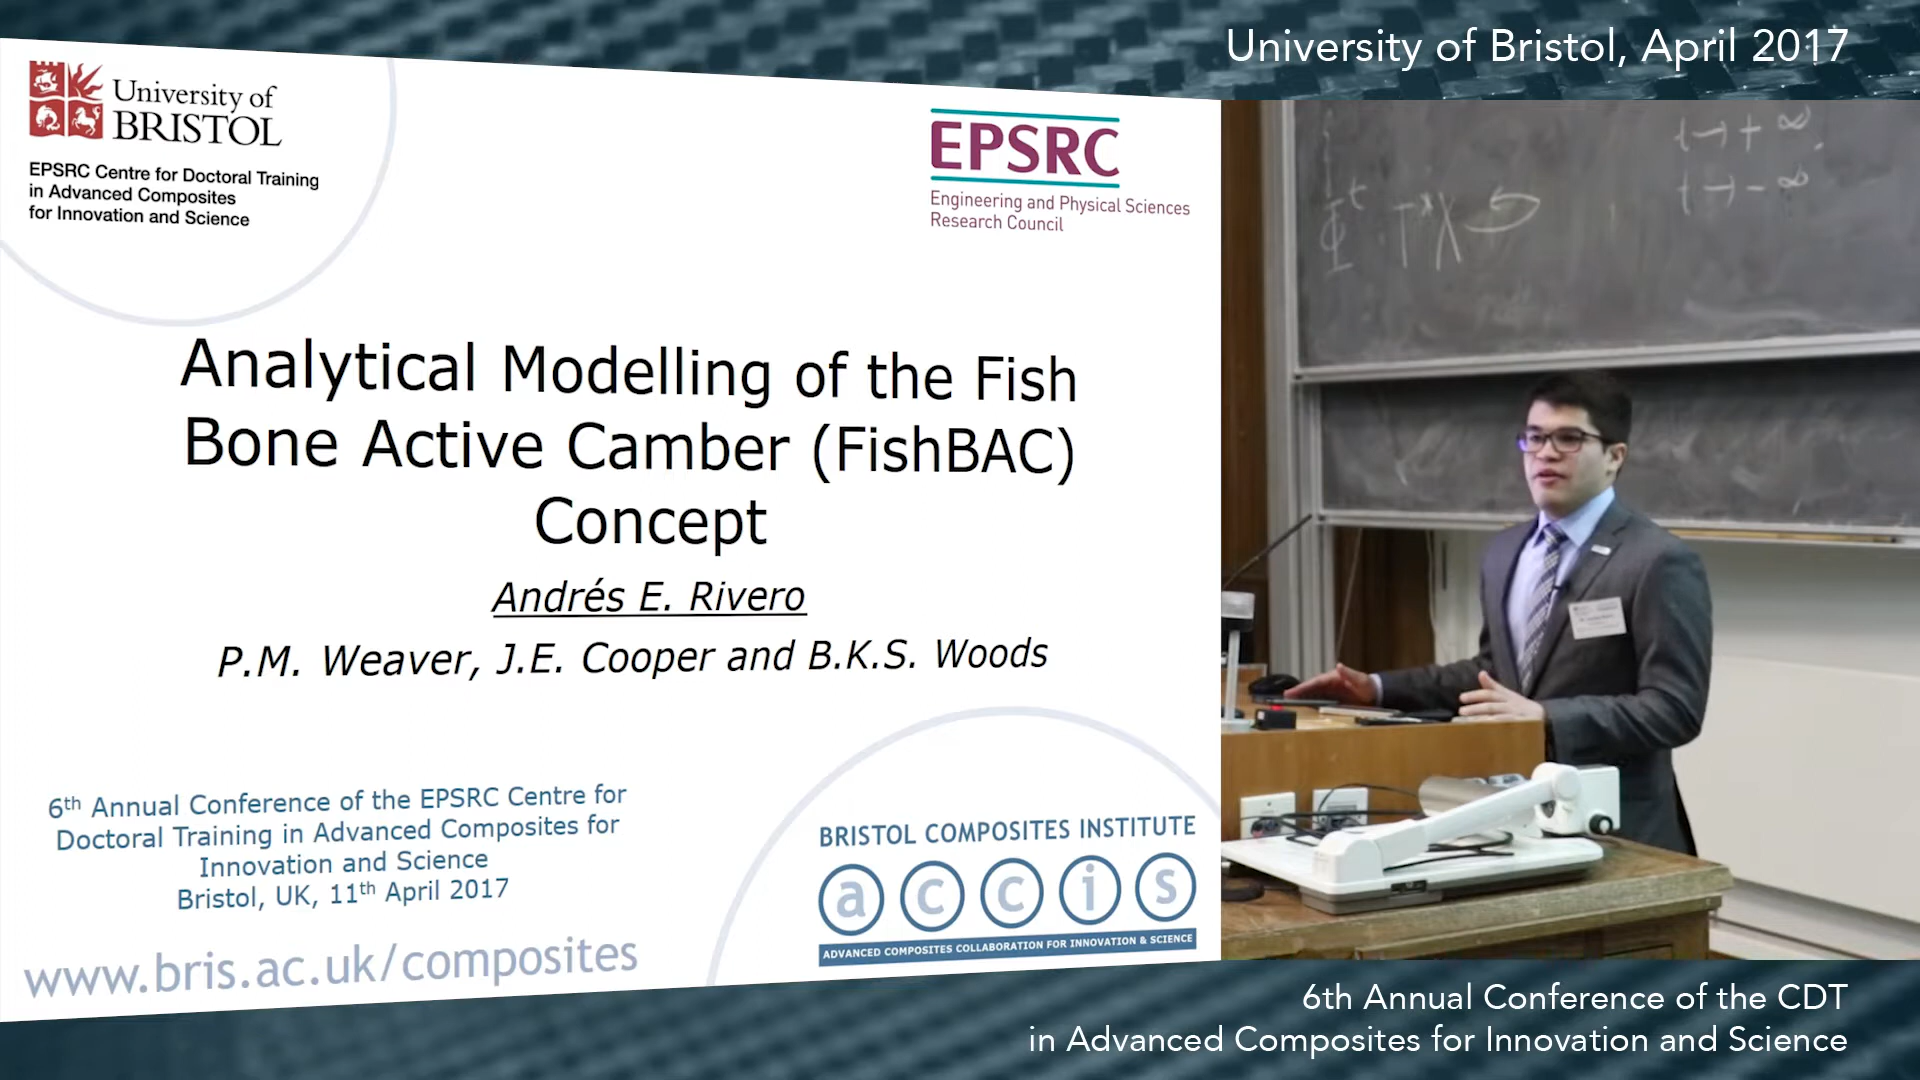 University of Bristol, April 2017
University of
BRISTOL
EPSRC Centre for Doctoral Training
in Advanced Composites
for Innovation and Science
EPSRC
Engineering and Physical Sciences
Research Council
Analytical Modelling of the Fish
Bone Active Camber (FishBAC)
Concept
Andrés E. Rivero
P.M. Weaver, J.E. Cooper and B.K.S. Woods
6th Annual Conference of the EPSRC Centre for
Doctoral Training in Advanced Composites for
Innovation and Science
Bristol, UK, 11th April 2017
www.bris.ac.uk/composites
BRISTOL COMPOSITES INSTITUTE
accis
ADVANCED COMPOSITES COLLABORATION FOR INNOVATION & SCIENCE
6th Annual Conference of the CDT
in Advanced Composites for Innovation and Science